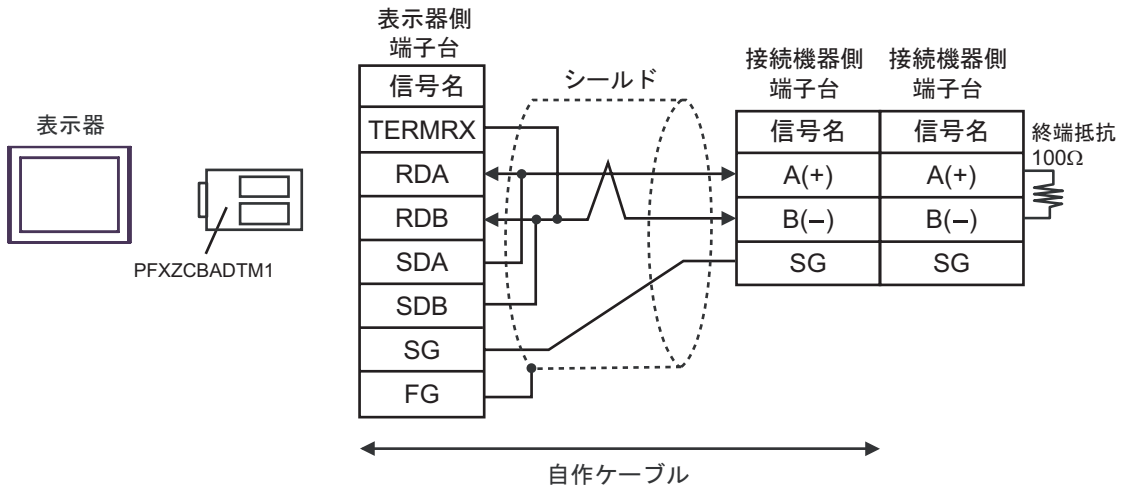 表示器
PFXZCBADTM1
表示器側
端子台
信号名
TERMRX
RDA
RDB
SDA
SDB
SG
FG
シールド
接続機器側
端子台
信号名
A(+)
B(−)
SG
接続機器側
端子台
信号名
A(+)
B(−)
SG
終端抵抗
100Ω
自作ケーブル